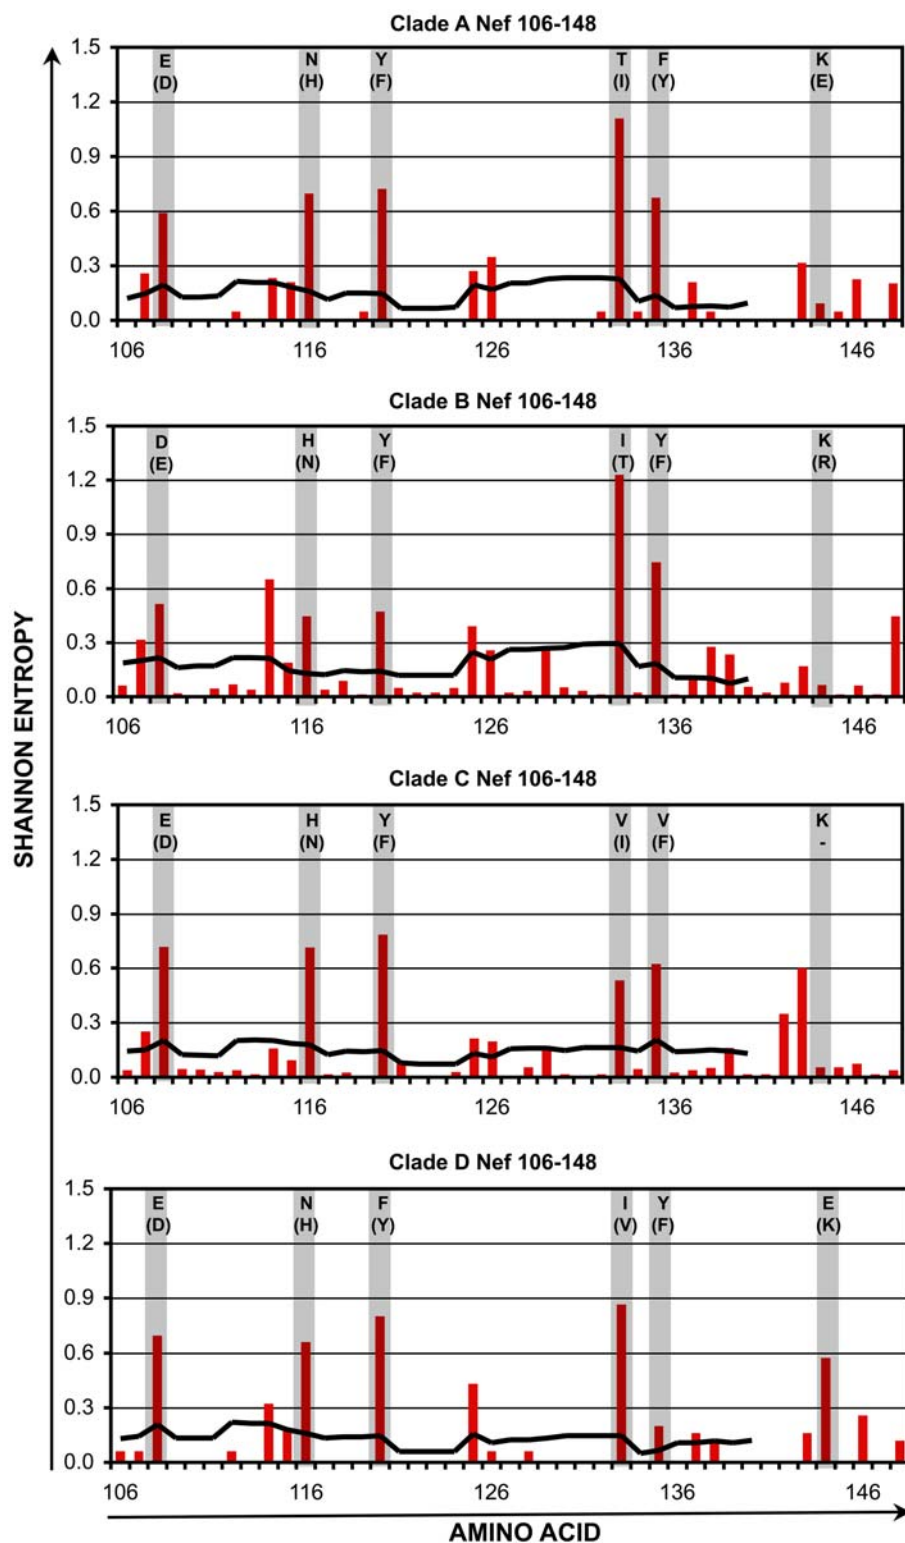 Clade A Nef 106-148
1.5
E N Y T F K
(D) (H) (F) (I) (Y) (E)
1.2
0.9
0.6
0.3
0.0
106 116 126 136 146
Clade B Nef 106-148
1.5
D H Y I Y K
(E) (N) (F) (T) (F) (R)
1.2
0.9
0.6
0.3
0.0
106 116 126 136 146
SHANNON ENTROPY
Clade C Nef 106-148
1.5
E H Y V V K
(D) (N) (F) (I) (F) -
1.2
0.9
0.6
0.3
0.0
106 116 126 136 146
Clade D Nef 106-148
1.5
E N F I Y E
(D) (H) (Y) (V) (F) (K)
1.2
0.9
0.6
0.3
0.0
106 116 126 136 146
AMINO ACID